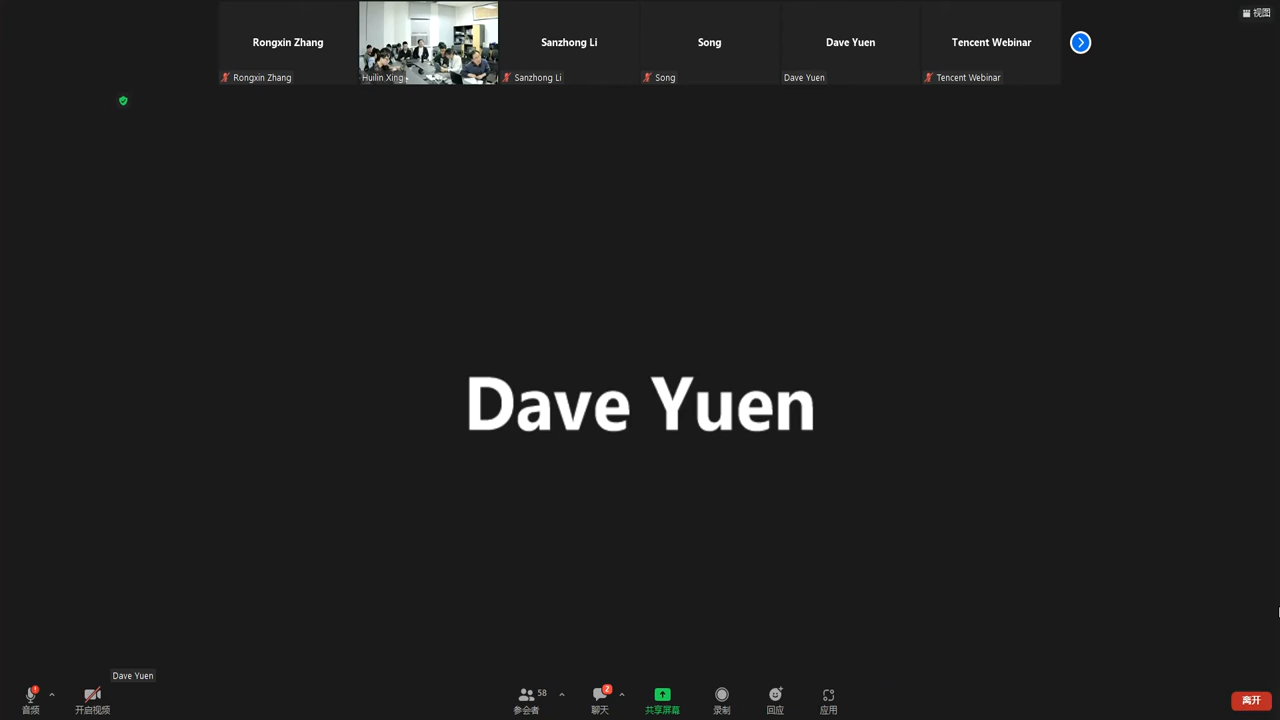 视图
Rongxin Zhang
Sanzhong Li
Song
Dave Yuen
Tencent Webinar
Rongxin Zhang
Huilin Xing
Sanzhong Li
Song
Dave Yuen
Tencent Webinar
Dave Yuen
Dave Yuen
58
2
音频
开启视频
参会者
聊天
共享屏幕
录制
回应
应用
离开